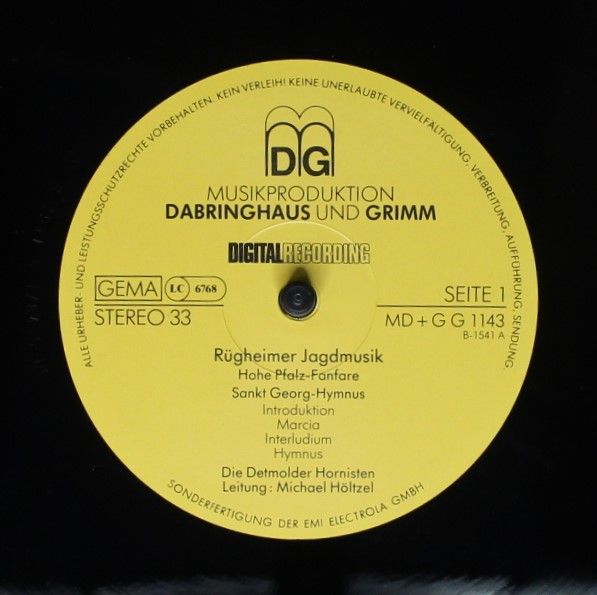 ALLE URHEBER- UND LEISTUNGSSCHUTZRECHTE VORBEHALTEN. KEIN VERLEIH! KEINE UNERLAUBTE VERVIELFÄLTIGUNG, VERBREITUNG, AUFFÜHRUNG, SENDUNG.
DG
MUSIKPRODUKTION
DABRINGHAUS UND GRIMM
DIGITALRECORDING
GEMA LC 6768
STEREO 33
SEITE 1
MD + G G 1143
B-1541 A
Rügheimer Jagdmusik
Hohe Pfalz-Fanfare
Sankt Georg-Hymnus
Introduktion
Marcia
Interludium
Hymnus
Die Detmolder Hornisten
Leitung: Michael Höltzel
SONDERFERTIGUNG DER EMI ELECTROLA GMBH